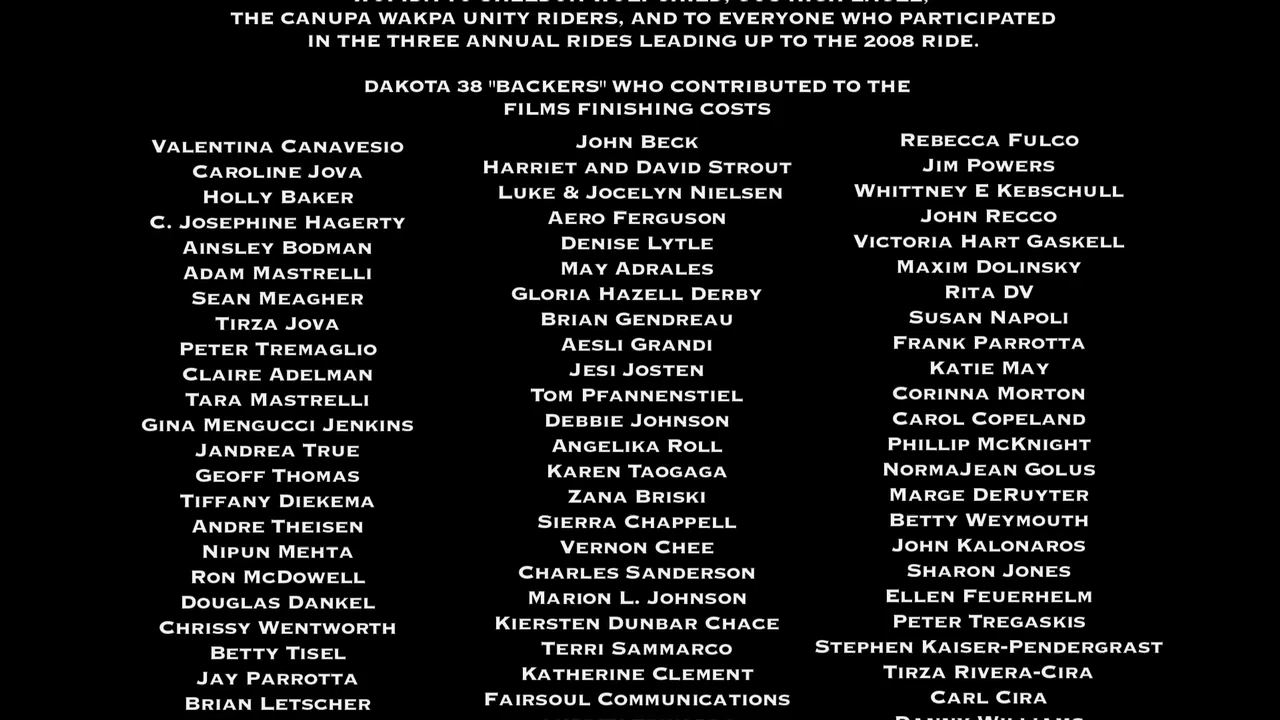 THE CANUPA WAKPA UNITY RIDERS, AND TO EVERYONE WHO PARTICIPATED
IN THE THREE ANNUAL RIDES LEADING UP TO THE 2008 RIDE.
DAKOTA 38 "BACKERS" WHO CONTRIBUTED TO THE
FILMS FINISHING COSTS
VALENTINA CANAVESIO
CAROLINE JOVA
HOLLY BAKER
C. JOSEPHINE HAGERTY
AINSLEY BODMAN
ADAM MASTRELLI
SEAN MEAGHER
TIRZA JOVA
PETER TREMAGLIO
CLAIRE ADELMAN
TARA MASTRELLI
GINA MENGUCCI JENKINS
JANDREA TRUE
GEOFF THOMAS
TIFFANY DIEKEMA
ANDRE THEISEN
NIPUN MEHTA
RON MCDOWELL
DOUGLAS DANKEL
CHRISSY WENTWORTH
BETTY TISEL
JAY PARROTTA
BRIAN LETSCHER
JOHN BECK
HARRIET AND DAVID STROUT
LUKE & JOCELYN NIELSEN
AERO FERGUSON
DENISE LYTLE
MAY ADRALES
GLORIA HAZELL DERBY
BRIAN GENDREAU
AESLI GRANDI
JESI JOSTEN
TOM PFANNENSTIEL
DEBBIE JOHNSON
ANGELIKA ROLL
KAREN TAOGAGA
ZANA BRISKI
SIERRA CHAPPELL
VERNON CHEE
CHARLES SANDERSON
MARION L. JOHNSON
KIERSTEN DUNBAR CHACE
TERRI SAMMARCO
KATHERINE CLEMENT
FAIRSOUL COMMUNICATIONS
REBECCA FULCO
JIM POWERS
WHITTNEY E KEBSCHULL
JOHN RECCO
VICTORIA HART GASKELL
MAXIM DOLINSKY
RITA DV
SUSAN NAPOLI
FRANK PARROTTA
KATIE MAY
CORINNA MORTON
CAROL COPELAND
PHILLIP MCKNIGHT
NORMAJEAN GOLUS
MARGE DERUYTER
BETTY WEYMOUTH
JOHN KALONAROS
SHARON JONES
ELLEN FEUERHELM
PETER TREGASKIS
STEPHEN KAISER-PENDERGRAST
TIRZA RIVERA-CIRA
CARL CIRA